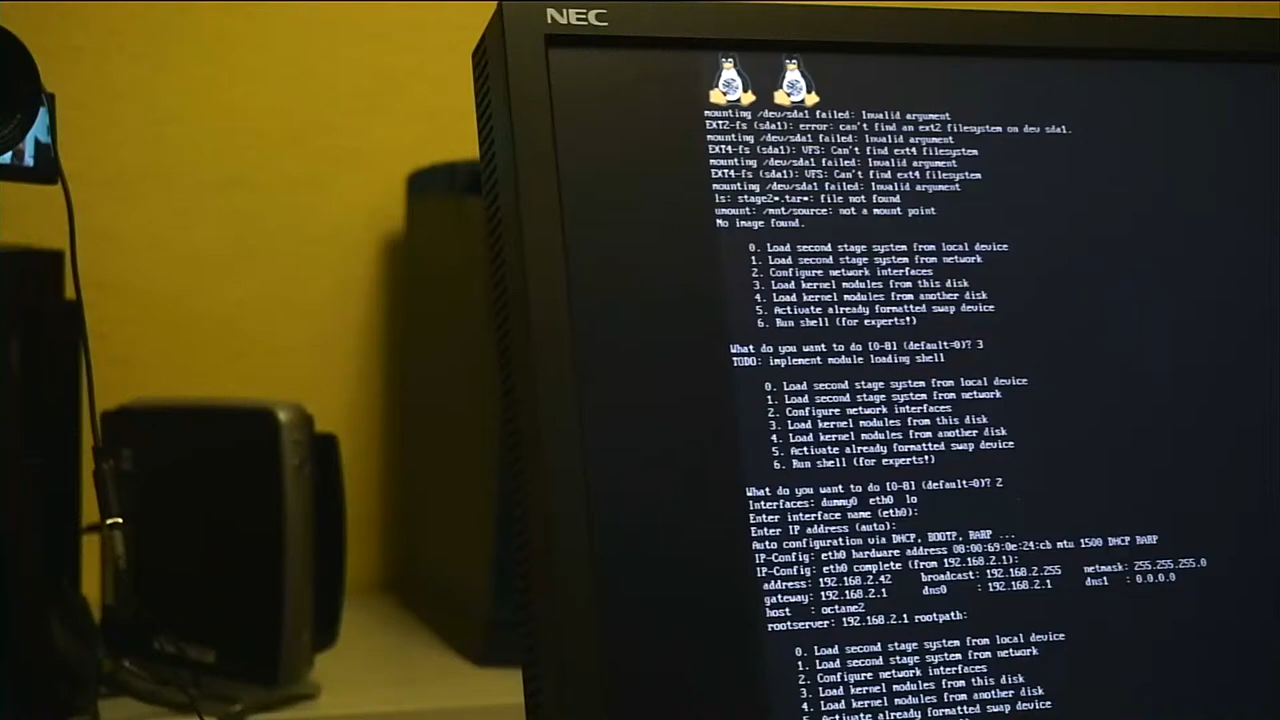 NEC
mounting /dev/sda1 failed: Invalid argument
EXT2-fs (sda1): error: can't find an ext2 filesystem on dev sda1.
mounting /dev/sda1 failed: Invalid argument
EXT4-fs (sda1): VFS: Can't find ext4 filesystem
mounting /dev/sda1 failed: Invalid argument
EXT4-fs (sda1): VFS: Can't find ext4 filesystem
mounting /dev/sda1 failed: Invalid argument
ls: stage2*.tar*: file not found
umount: /mnt/source: not a mount point
No image found.
0. Load second stage system from local device
1. Load second stage system from network
2. Configure network interfaces
3. Load kernel modules from this disk
4. Load kernel modules from another disk
5. Activate already formatted swap device
6. Run shell (for experts!)
What do you want to do [0-8] (default=0)? 3
TODO: implement module loading shell
0. Load second stage system from local device
1. Load second stage system from network
2. Configure network interfaces
3. Load kernel modules from this disk
4. Load kernel modules from another disk
5. Activate already formatted swap device
6. Run shell (for experts!)
What do you want to do [0-8] (default=0)? 2
Interfaces: dummy0 eth0 lo
Enter interface name (eth0):
Enter IP address (auto):
Auto configuration via DHCP, BOOTP, RARP ...
IP-Config: eth0 hardware address 08:00:69:0e:24:cb mtu 1500 DHCP RARP
IP-Config: eth0 complete (from 192.168.2.1):
address: 192.168.2.42 broadcast: 192.168.2.255 netmask: 255.255.255.0
gateway: 192.168.2.1 dns0 : 192.168.2.1 dns1 : 0.0.0.0
host : octane2
rootserver: 192.168.2.1 rootpath:
0. Load second stage system from local device
1. Load second stage system from network
2. Configure network interfaces
3. Load kernel modules from this disk
4. Load kernel modules from another disk
5. Activate already formatted swap device